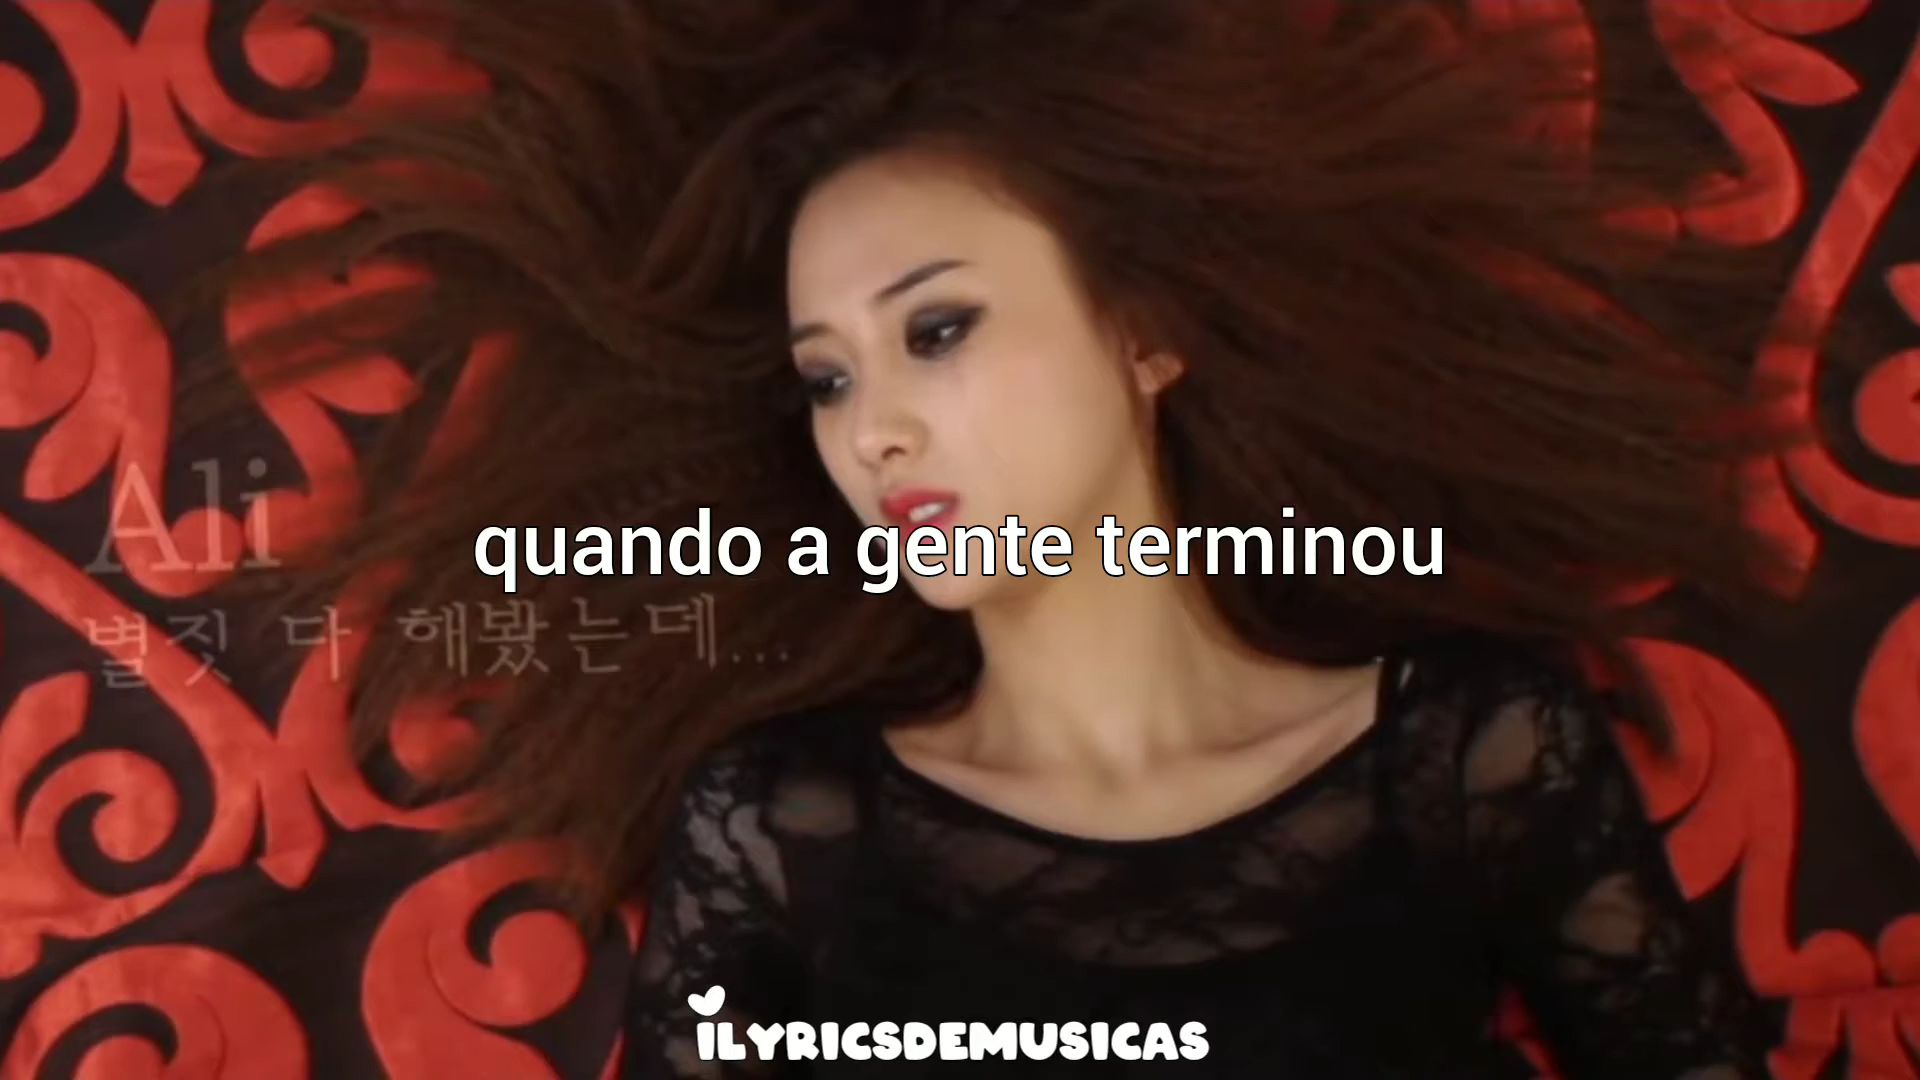 Ali
quando a gente terminou
별짓 다 해봤는데...
iLYRICSDEMUSICAS